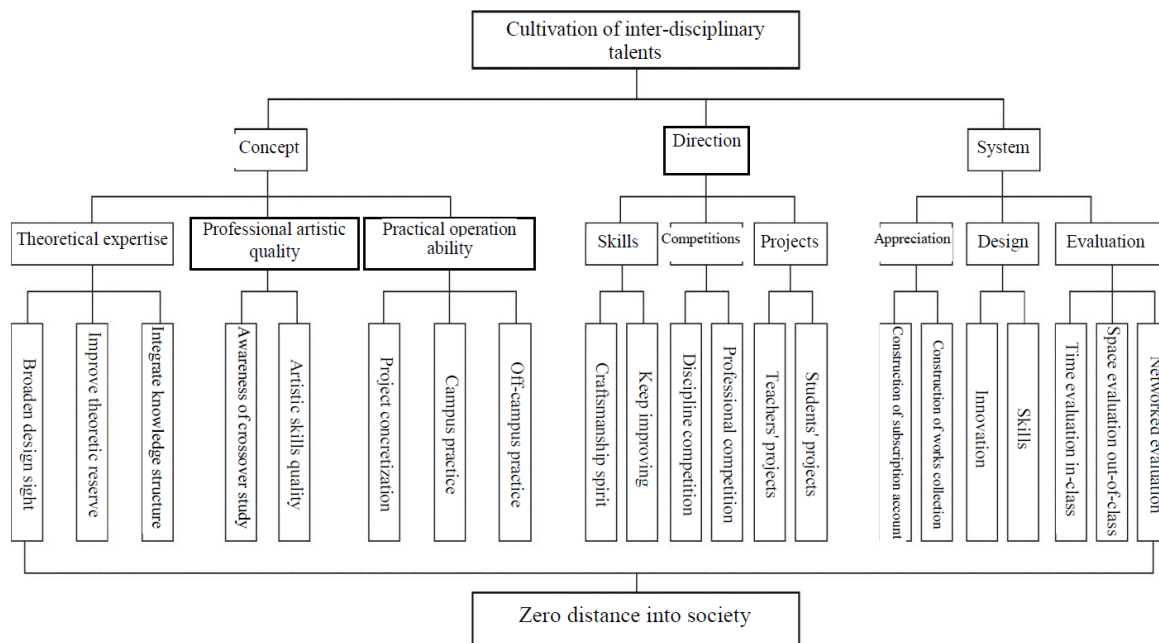 Cultivation of inter-disciplinary
talents
Concept
Direction
System
Theoretical expertise
Professional artistic
quality
Practical operation
ability
Skills
Competitions
Projects
Appreciation
Design
Evaluation
Broaden design sight
Improve theoretic reserve
Integrate knowledge structure
Awareness of crossover study
Artistic skills quality
Project concretization
Campus practice
Off-campus practice
Craftsmanship spirit
Keep improving
Discipline competition
Professional competition
Teachers' projects
Students' projects
Construction of subscription account
Construction of works collection
Innovation
Skills
Time evaluation in-class
Space evaluation out-of-class
Networked evaluation
Zero distance into society